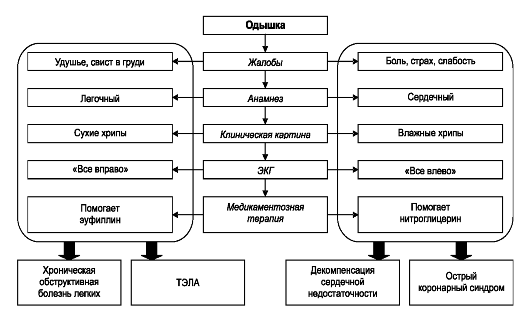 Одышка
Удушье, свист в груди
Жалобы
Боль, страх, слабость
Легочный
Анамнез
Сердечный
Сухие хрипы
Клиническая картина
Влажные хрипы
«Все вправо»
ЭКГ
«Все влево»
Помогает
эуфиллин
Медикаментозная
терапия
Помогает
нитроглицерин
Хроническая
обструктивная
болезнь легких
ТЭЛА
Декомпенсация
сердечной
недостаточности
Острый
коронарный синдром